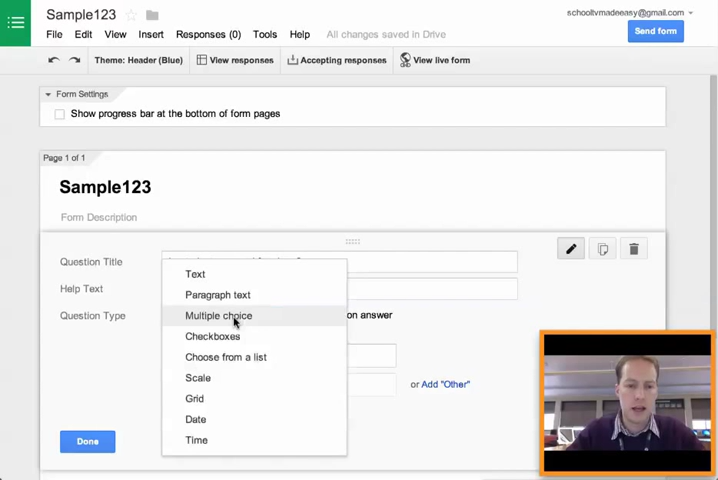 Sample123
schooltvmadeeasy@gmail.com
File Edit View Insert Responses (0) Tools Help All changes saved in Drive
Send form
Theme: Header (Blue) View responses Accepting responses View live form
Form Settings
Show progress bar at the bottom of form pages
Page 1 of 1
Sample123
Form Description
Question Title
Help Text
Question Type
on answer
Text
Paragraph text
Multiple choice
Checkboxes
Choose from a list
Scale
Grid
Date
Time
or Add "Other"
Done